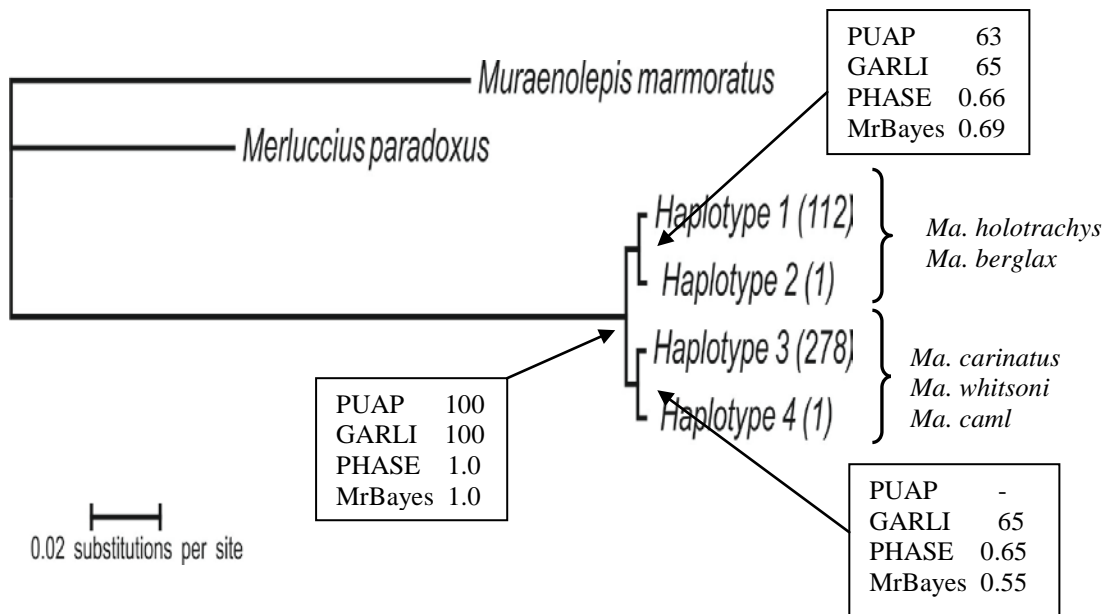 PUAP 63
GARLI 65
PHASE 0.66
MrBayes 0.69
Muraenolepis marmoratus
Merluccius paradoxus
Haplotype 1 (112)
Haplotype 2 (1)
Ma. holotrachys
Ma. berglax
Haplotype 3 (278)
Haplotype 4 (1)
Ma. carinatus
Ma. whitsoni
Ma. caml
PUAP 100
GARLI 100
PHASE 1.0
MrBayes 1.0
PUAP -
GARLI 65
PHASE 0.65
MrBayes 0.55
0.02 substitutions per site